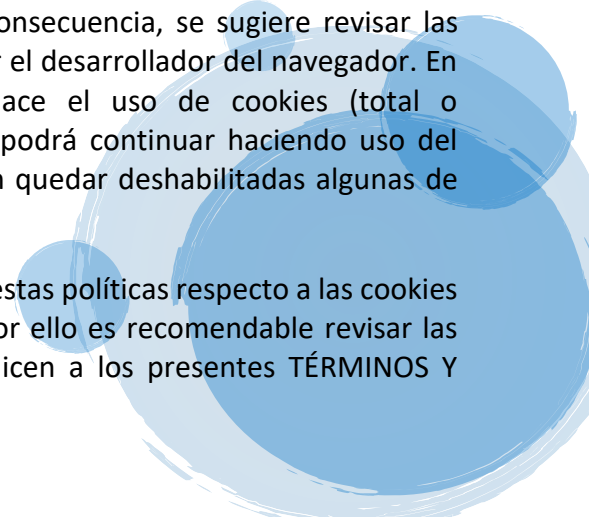 onsecuencia, se sugiere revisar las
r el desarrollador del navegador. En
ace el uso de cookies (total o
podrá continuar haciendo uso del
n quedar deshabilitadas algunas de
estas políticas respecto a las cookies
or ello es recomendable revisar las
licen a los presentes TÉRMINOS Y